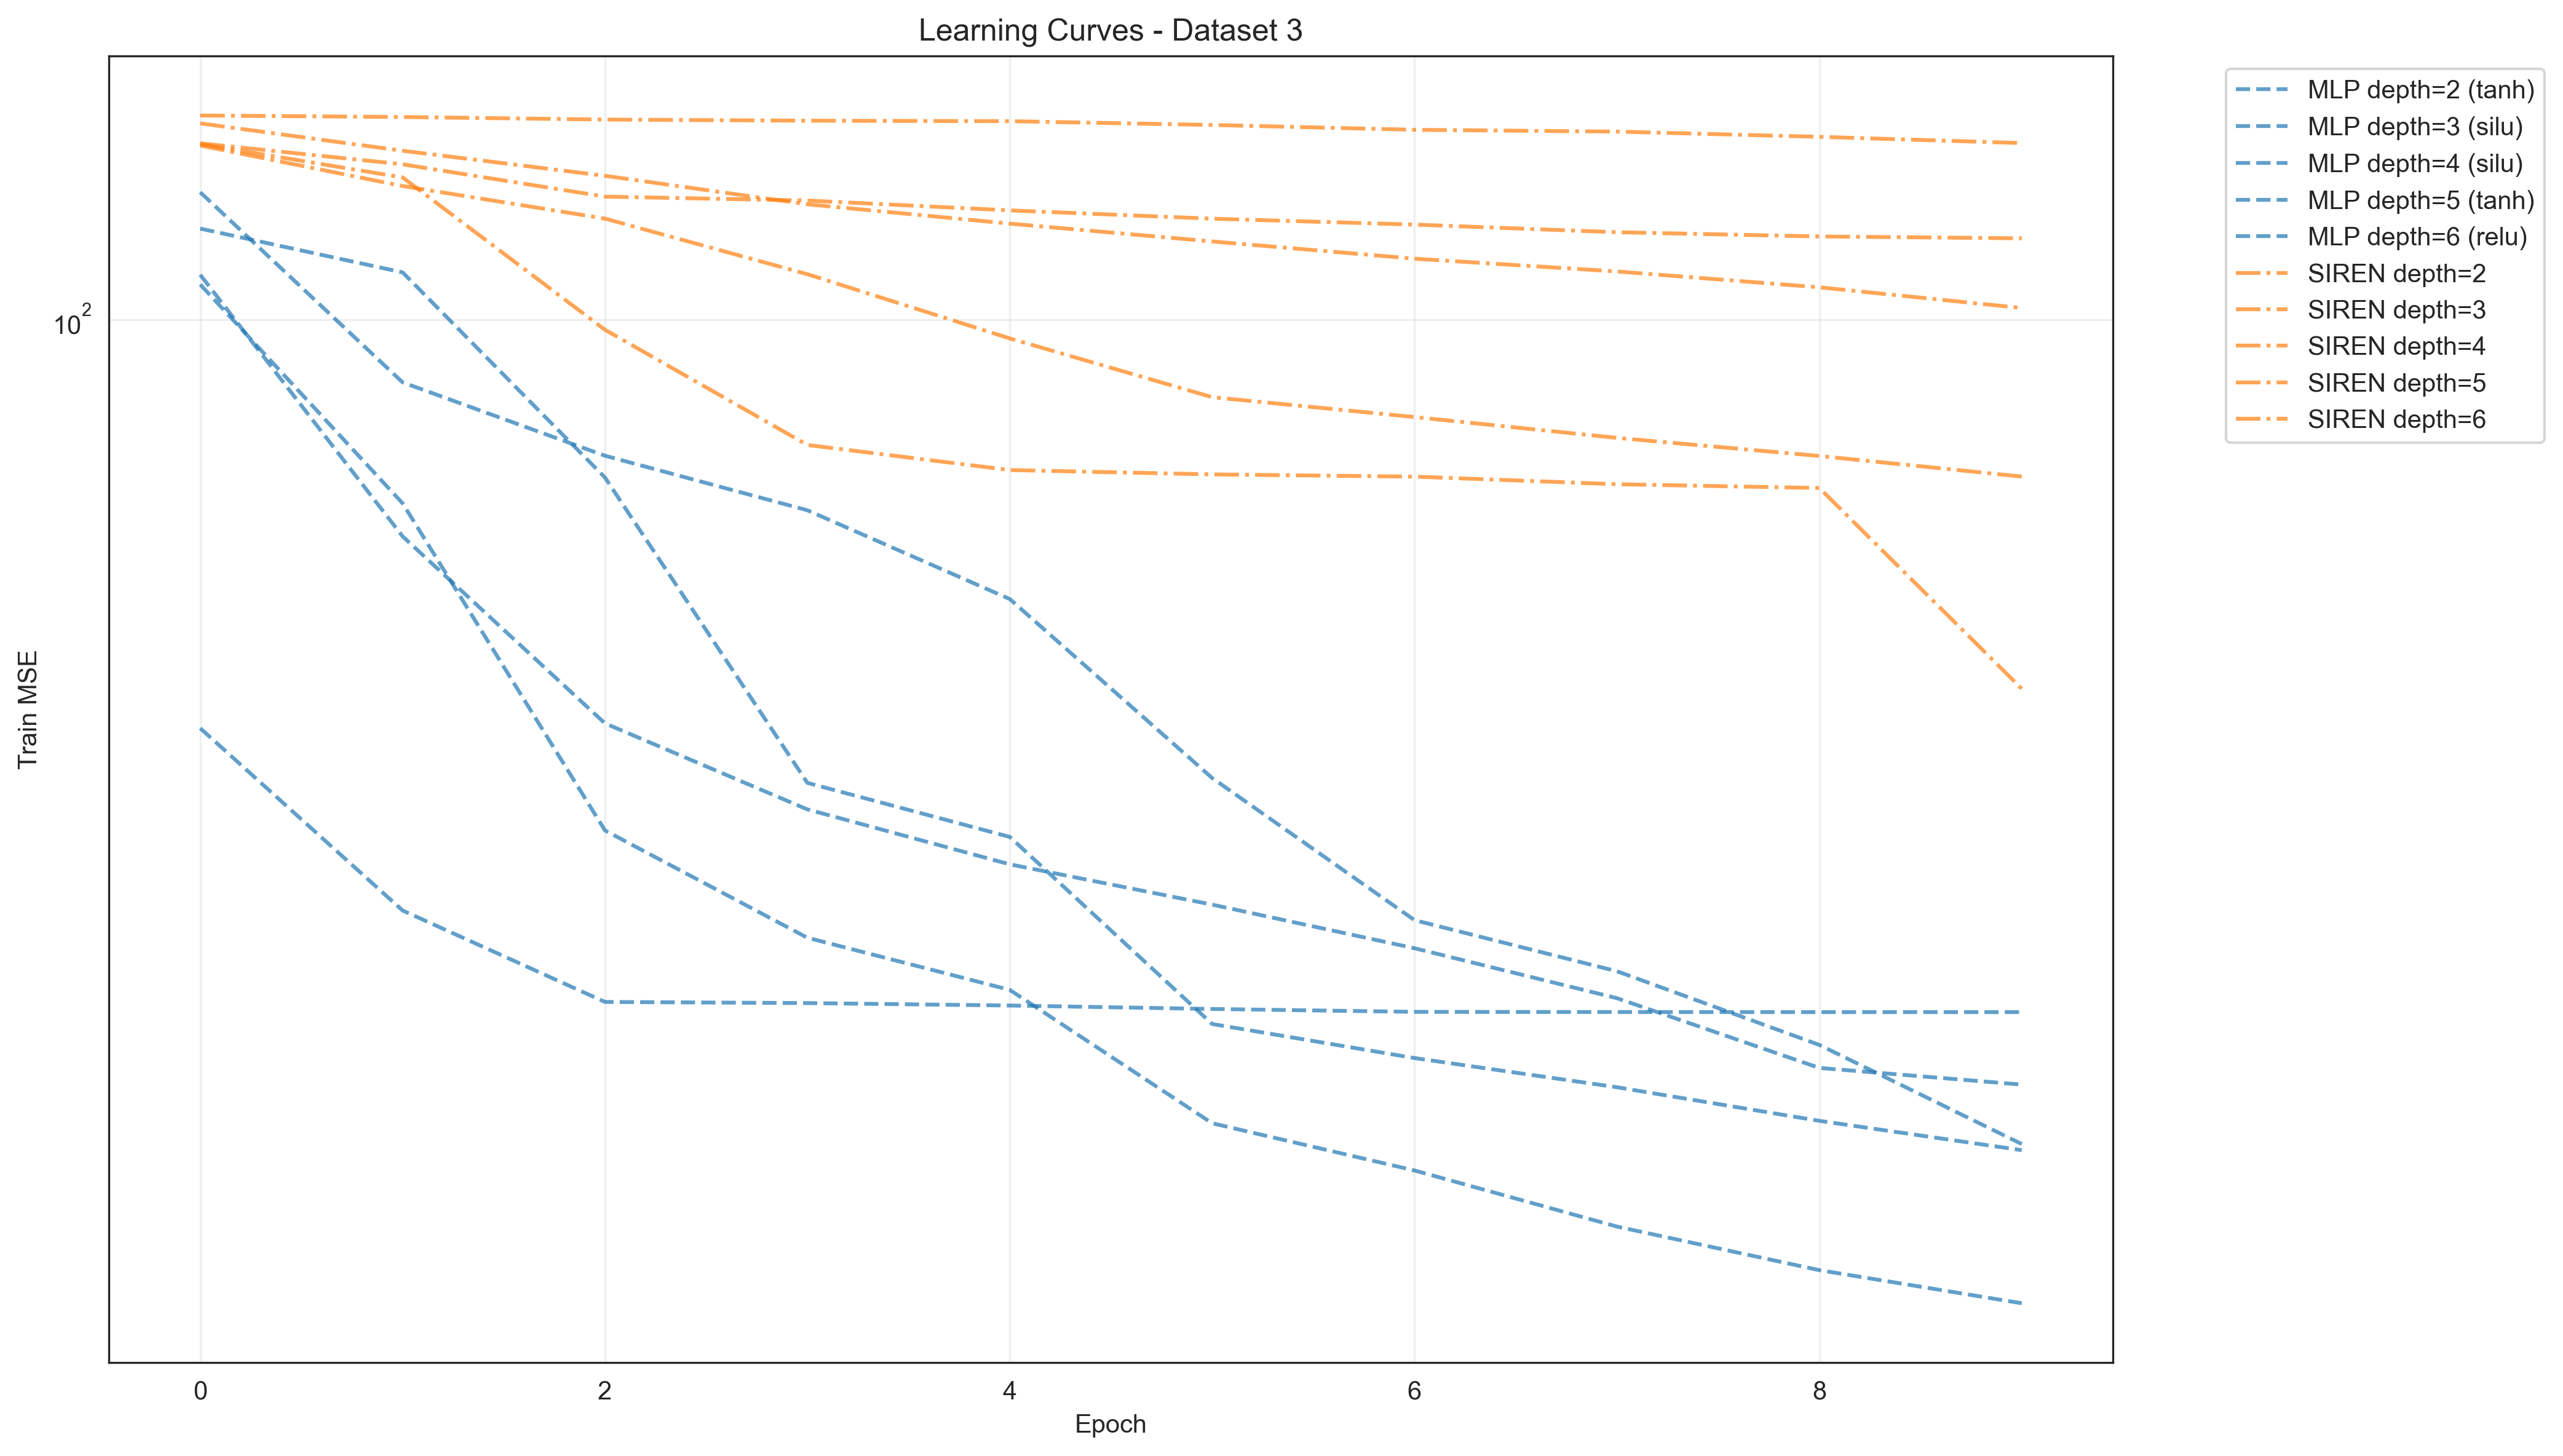 Learning Curves - Dataset 3
10²
Train MSE
0 2 4 6 8
Epoch
MLP depth=2 (tanh)
MLP depth=3 (silu)
MLP depth=4 (silu)
MLP depth=5 (tanh)
MLP depth=6 (relu)
SIREN depth=2
SIREN depth=3
SIREN depth=4
SIREN depth=5
SIREN depth=6